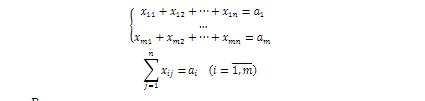 x₁₁ + x₁₂ + ⋯ + x₁ₙ = a₁
...
xₘ₁ + xₘ₂ + ⋯ + xₘₙ = aₘ
∑ⱼ₌₁ⁿ xᵢⱼ = aᵢ (i = 1,m̅)